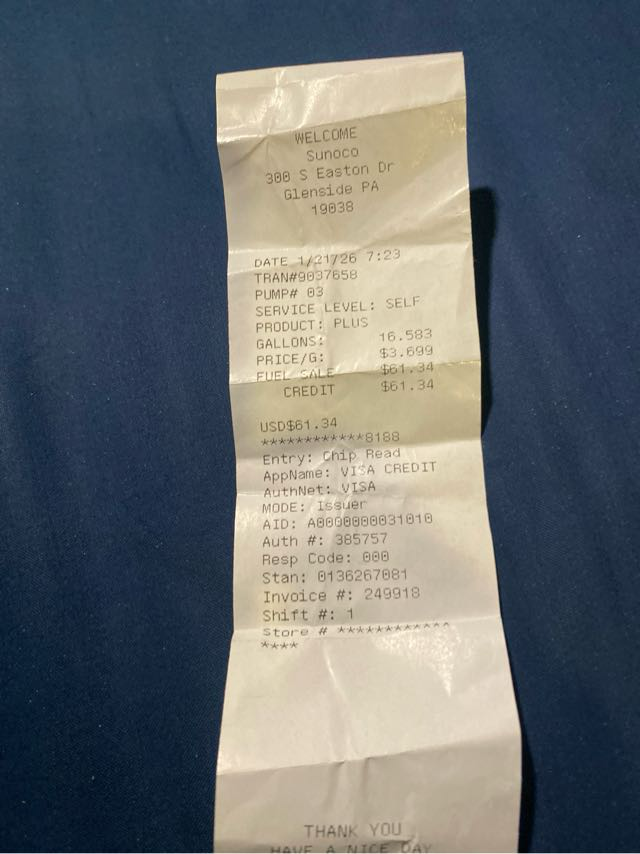 WELCOME
Sunoco
300 S Easton Dr
Glenside PA
19038
DATE 1/21/26 7:23
TRAN#9037658
PUMP# 03
SERVICE LEVEL: SELF
PRODUCT: PLUS
GALLONS: 16.583
PRICE/G: $3.699
FUEL SALE $61.34
CREDIT $61.34
USD$61.34
************8188
Entry: Chip Read
AppName: VISA CREDIT
AuthNet: VISA
MODE: Issuer
AID: A0000000031010
Auth #: 385757
Resp Code: 000
Stan: 0136267081
Invoice #: 249918
Shift #: 1
Store # ************
****
THANK YOU
HAVE A NICE DAY